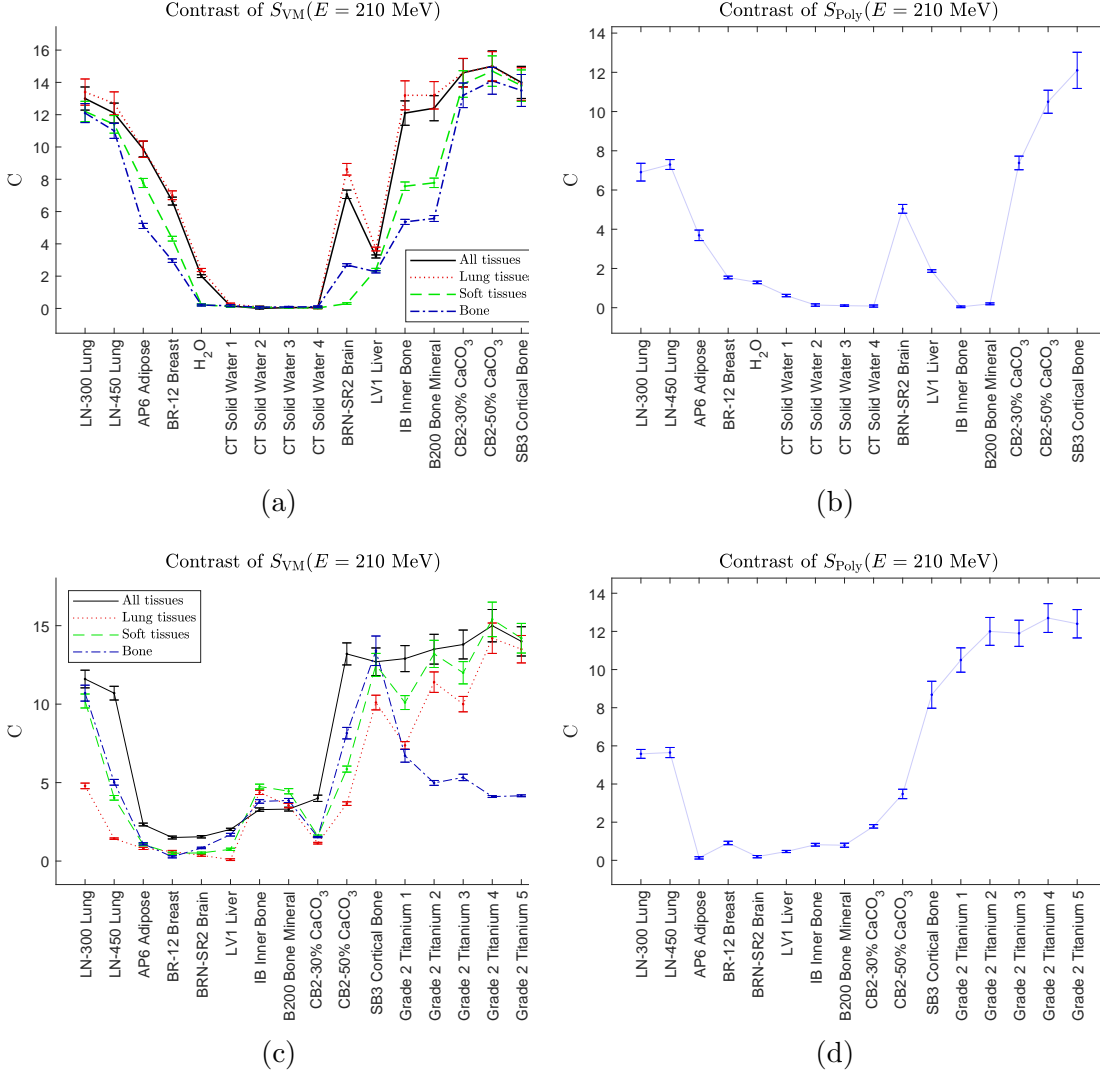 Contrast of S_VM(E = 210 MeV)
16
14
12
10
8
6
4
2
0
C
All tissues
Lung tissues
Soft tissues
Bone
LN-300 Lung
LN-450 Lung
AP6 Adipose
BR-12 Breast
H₂O
CT Solid Water 1
CT Solid Water 2
CT Solid Water 3
CT Solid Water 4
BRN-SR2 Brain
LV1 Liver
IB Inner Bone
B200 Bone Mineral
CB2-30% CaCO₃
CB2-50% CaCO₃
SB3 Cortical Bone
(a)
Contrast of S_Poly(E = 210 MeV)
14
12
10
8
6
4
2
0
C
LN-300 Lung
LN-450 Lung
AP6 Adipose
BR-12 Breast
H₂O
CT Solid Water 1
CT Solid Water 2
CT Solid Water 3
CT Solid Water 4
BRN-SR2 Brain
LV1 Liver
IB Inner Bone
B200 Bone Mineral
CB2-30% CaCO₃
CB2-50% CaCO₃
SB3 Cortical Bone
(b)
Contrast of S_VM(E = 210 MeV)
15
10
5
0
C
All tissues
Lung tissues
Soft tissues
Bone
LN-300 Lung
LN-450 Lung
AP6 Adipose
BR-12 Breast
BRN-SR2 Brain
LV1 Liver
IB Inner Bone
B200 Bone Mineral
CB2-30% CaCO₃
CB2-50% CaCO₃
SB3 Cortical Bone
Grade 2 Titanium 1
Grade 2 Titanium 2
Grade 2 Titanium 3
Grade 2 Titanium 4
Grade 2 Titanium 5
(c)
Contrast of S_Poly(E = 210 MeV)
14
12
10
8
6
4
2
0
C
LN-300 Lung
LN-450 Lung
AP6 Adipose
BR-12 Breast
BRN-SR2 Brain
LV1 Liver
IB Inner Bone
B200 Bone Mineral
CB2-30% CaCO₃
CB2-50% CaCO₃
SB3 Cortical Bone
Grade 2 Titanium 1
Grade 2 Titanium 2
Grade 2 Titanium 3
Grade 2 Titanium 4
Grade 2 Titanium 5
(d)